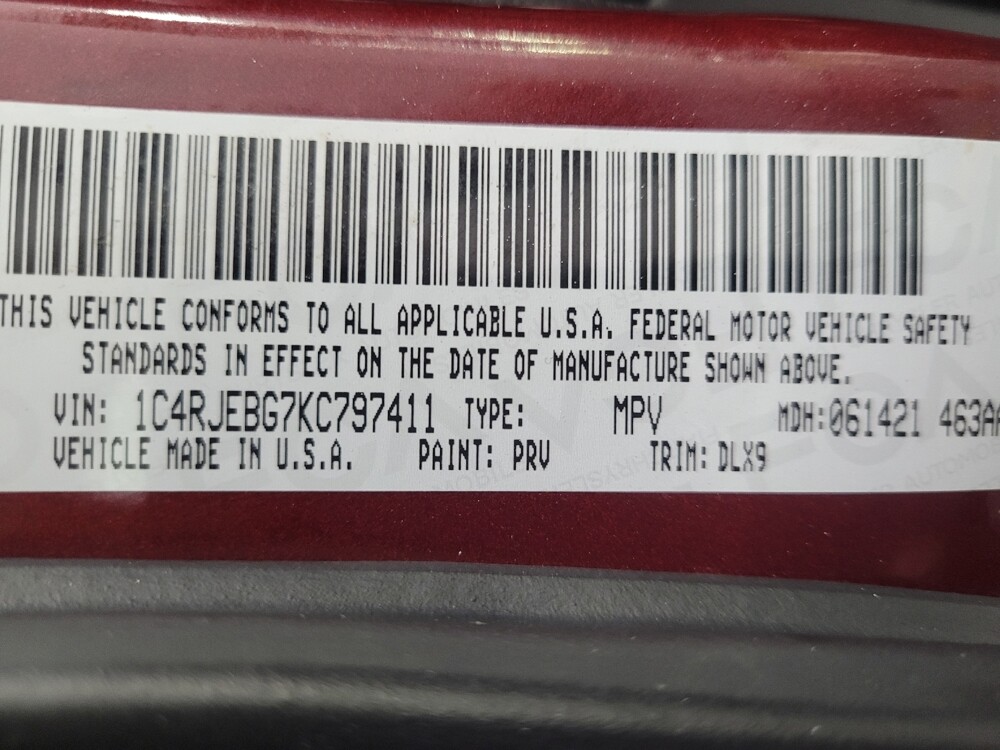 THIS VEHICLE CONFORMS TO ALL APPLICABLE U.S.A. FEDERAL MOTOR VEHICLE SAFETY
STANDARDS IN EFFECT ON THE DATE OF MANUFACTURE SHOWN ABOVE.
VIN: 1C4RJEBG7KC797411 TYPE: MPV MDH:061421 463AA
VEHICLE MADE IN U.S.A. PAINT: PRV TRIM: DLX9